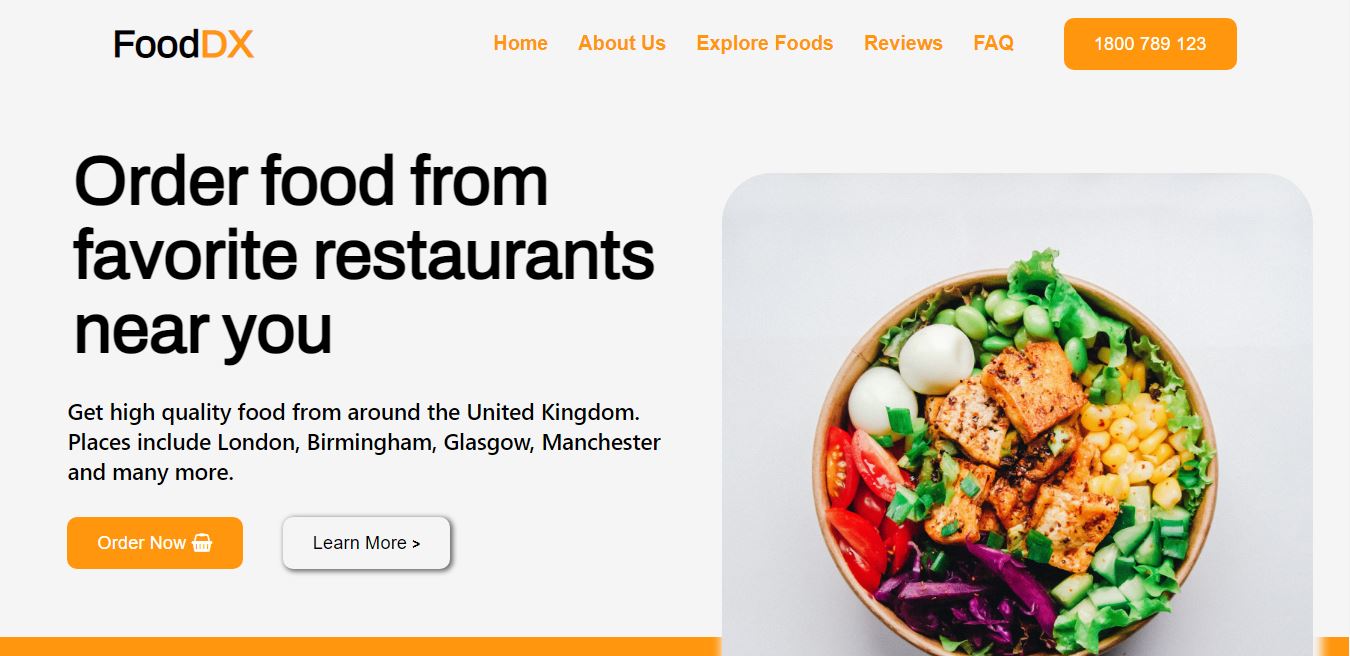 FoodDX
Home About Us Explore Foods Reviews FAQ 1800 789 123
Order food from
favorite restaurants
near you
Get high quality food from around the United Kingdom.
Places include London, Birmingham, Glasgow, Manchester
and many more.
Order Now
Learn More >